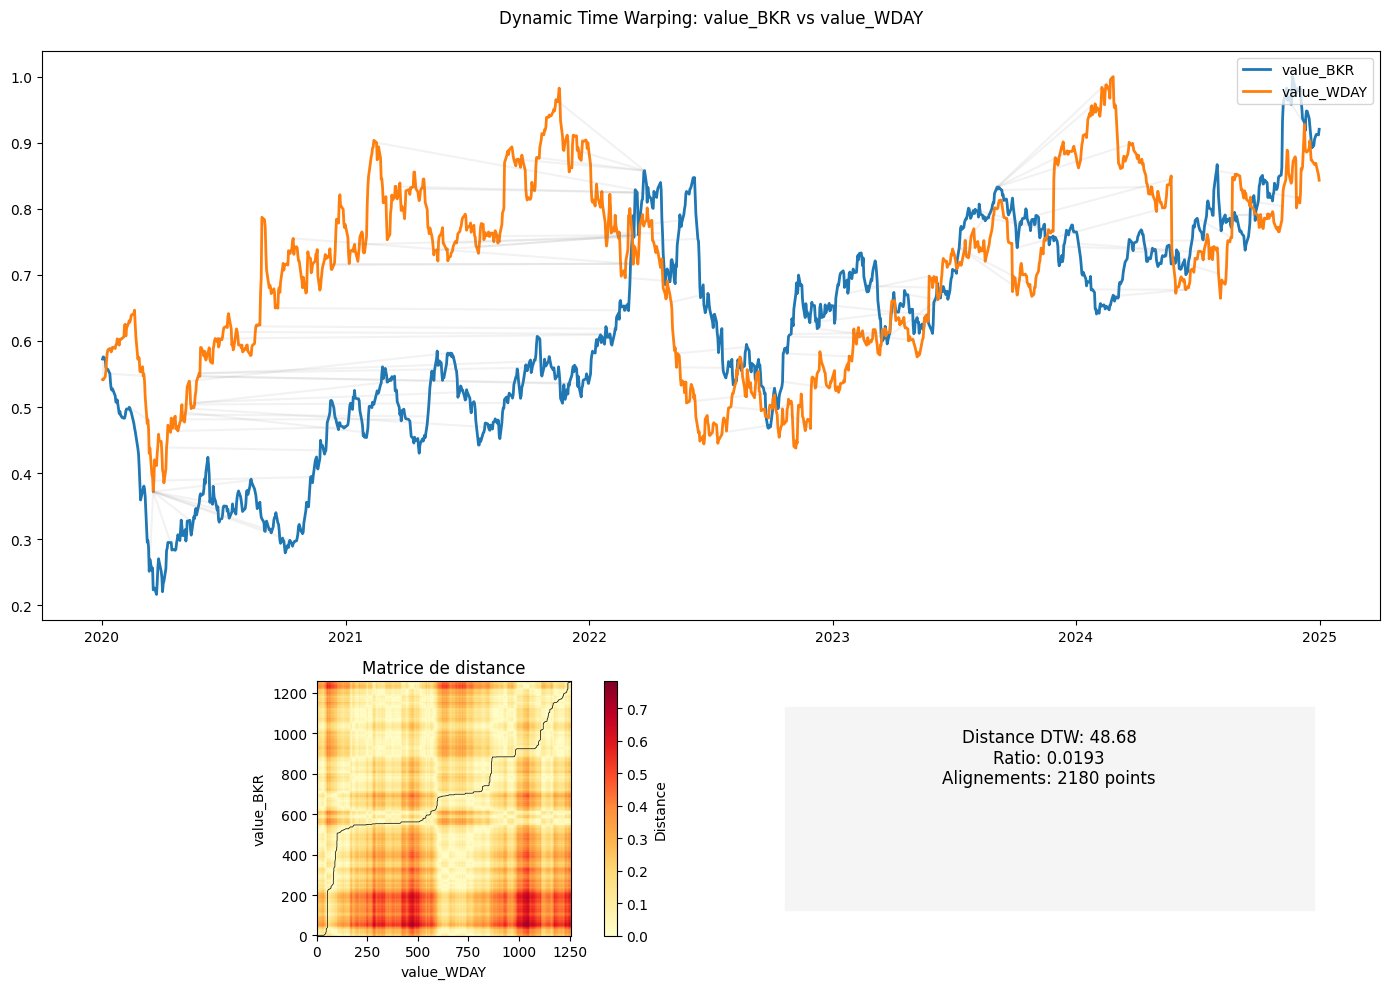 Dynamic Time Warping: value_BKR vs value_WDAY
value_BKR
value_WDAY
1.0
0.9
0.8
0.7
0.6
0.5
0.4
0.3
0.2
2020 2021 2022 2023 2024 2025
Matrice de distance
value_BKR
1200
1000
800
600
400
200
0
0 250 500 750 1000 1250
value_WDAY
0.7
0.6
0.5
0.4
0.3
0.2
0.1
0.0
Distance
Distance DTW: 48.68
Ratio: 0.0193
Alignements: 2180 points